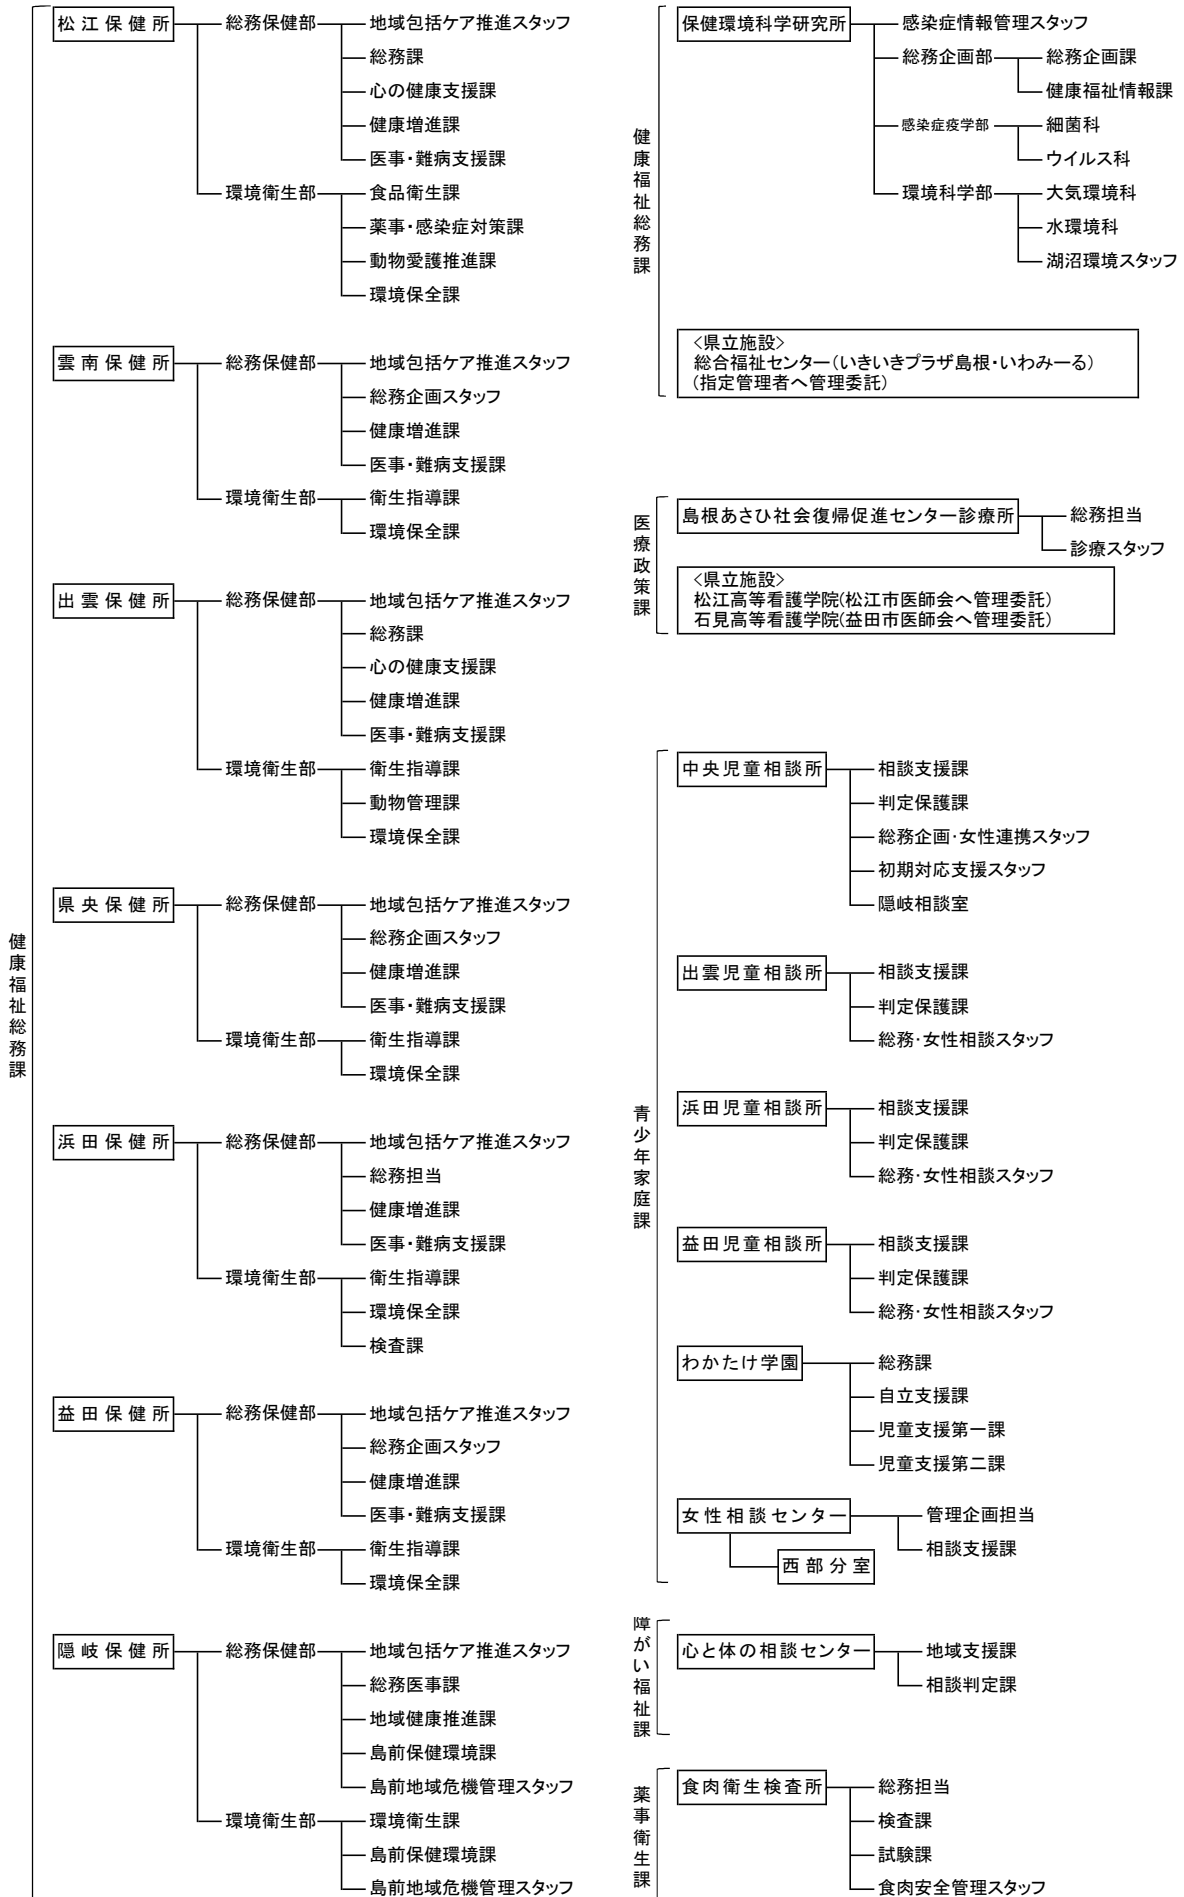 健康福祉総務課
松江保健所
総務保健部
地域包括ケア推進スタッフ
総務課
心の健康支援課
健康増進課
医事・難病支援課
環境衛生部
食品衛生課
薬事・感染症対策課
動物愛護推進課
環境保全課
雲南保健所
総務保健部
地域包括ケア推進スタッフ
総務企画スタッフ
健康増進課
医事・難病支援課
環境衛生部
衛生指導課
環境保全課
出雲保健所
総務保健部
地域包括ケア推進スタッフ
総務課
心の健康支援課
健康増進課
医事・難病支援課
環境衛生部
衛生指導課
動物管理課
環境保全課
県央保健所
総務保健部
地域包括ケア推進スタッフ
総務企画スタッフ
健康増進課
医事・難病支援課
環境衛生部
衛生指導課
環境保全課
浜田保健所
総務保健部
地域包括ケア推進スタッフ
総務担当
健康増進課
医事・難病支援課
環境衛生部
衛生指導課
環境保全課
検査課
益田保健所
総務保健部
地域包括ケア推進スタッフ
総務企画スタッフ
健康増進課
医事・難病支援課
環境衛生部
衛生指導課
環境保全課
隠岐保健所
総務保健部
地域包括ケア推進スタッフ
総務医事課
地域健康推進課
島前保健環境課
島前地域危機管理スタッフ
環境衛生部
環境衛生課
島前保健環境課
島前地域危機管理スタッフ
健康福祉総務課
保健環境科学研究所
感染症情報管理スタッフ
総務企画部
総務企画課
健康福祉情報課
感染症疫学部
細菌科
ウイルス科
環境科学部
大気環境科
水環境科
湖沼環境スタッフ
<県立施設>
総合福祉センター(いきいきプラザ島根・いわみーる)
(指定管理者へ管理委託)
医療政策課
島根あさひ社会復帰促進センター診療所
総務担当
診療スタッフ
<県立施設>
松江高等看護学院(松江市医師会へ管理委託)
石見高等看護学院(益田市医師会へ管理委託)
青少年家庭課
中央児童相談所
相談支援課
判定保護課
総務企画・女性連携スタッフ
初期対応支援スタッフ
隠岐相談室
出雲児童相談所
相談支援課
判定保護課
総務・女性相談スタッフ
浜田児童相談所
相談支援課
判定保護課
総務・女性相談スタッフ
益田児童相談所
相談支援課
判定保護課
総務・女性相談スタッフ
わかたけ学園
総務課
自立支援課
児童支援第一課
児童支援第二課
女性相談センター
管理企画担当
相談支援課
西部分室
障がい福祉課
心と体の相談センター
地域支援課
相談判定課
薬事衛生課
食肉衛生検査所
総務担当
検査課
試験課
食肉安全管理スタッフ